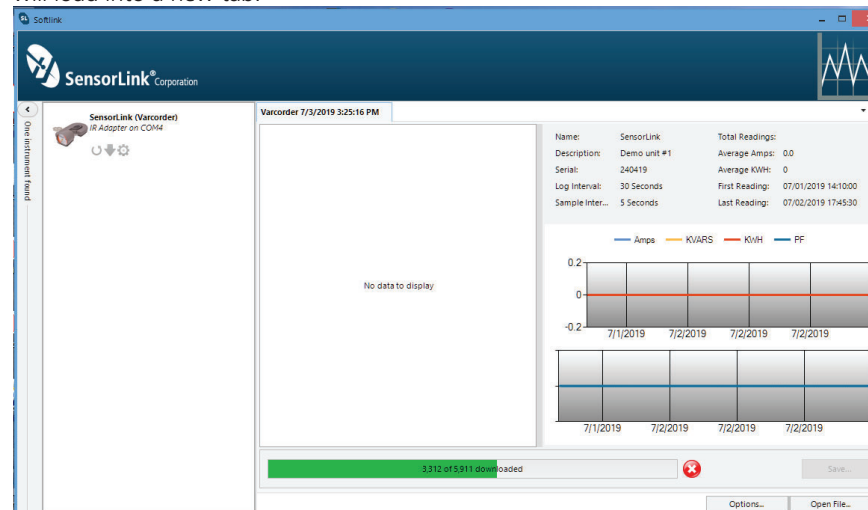 Softlink
SensorLink® Corporation
One instrument found
SensorLink (Varcorder)
IR Adapter on COM4
Varcorder 7/3/2019 3:25:16 PM
No data to display
Name: SensorLink Total Readings:
Description: Demo unit #1 Average Amps: 0.0
Serial: 240419 Average KWH: 0
Log Interval: 30 Seconds First Reading: 07/01/2019 14:10:00
Sample Inter... 5 Seconds Last Reading: 07/02/2019 17:45:30
Amps KVARS KWH PF
0.2
0
-0.2
7/1/2019 7/2/2019 7/2/2019 7/2/2019
7/1/2019 7/2/2019 7/2/2019 7/2/2019
3,312 of 5,911 downloaded
Save...
Options... Open File...